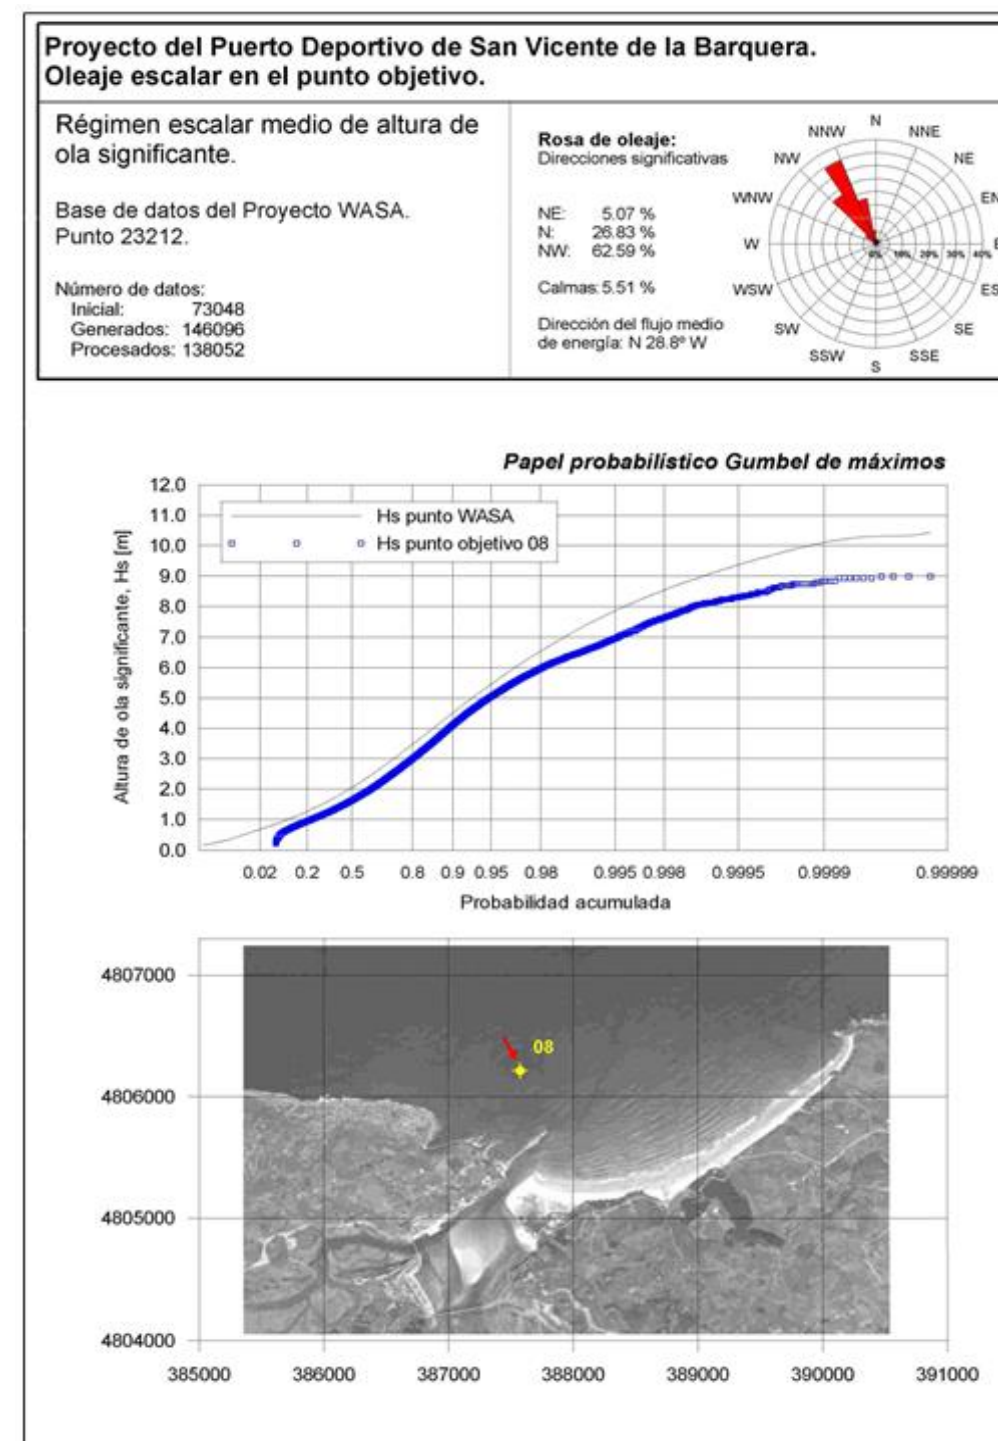 Proyecto del Puerto Deportivo de San Vicente de la Barquera.
Oleaje escalar en el punto objetivo.
Régimen escalar medio de altura de
ola significante.
Base de datos del Proyecto WASA.
Punto 23212.
Número de datos:
Inicial: 73048
Generados: 146096
Procesados: 138052
Rosa de oleaje:
Direcciones significativas
NE: 5.07 %
N: 26.83 %
NW: 62.59 %
Calmas: 5.51 %
Dirección del flujo medio
de energía: N 28.8º W
N
NNW NNE
NW NE
WNW EN
W 0% 10% 20% 30% 40% E
WSW ES
SW SE
SSW SSE
S
Papel probabilístico Gumbel de máximos
Altura de ola significante, Hs [m]
12.0
11.0
10.0
9.0
8.0
7.0
6.0
5.0
4.0
3.0
2.0
1.0
0.0
Hs punto WASA
Hs punto objetivo 08
0.02 0.2 0.5 0.8 0.9 0.95 0.98 0.995 0.998 0.9995 0.9999 0.99999
Probabilidad acumulada
4807000
4806000
4805000
4804000
08
385000 386000 387000 388000 389000 390000 391000